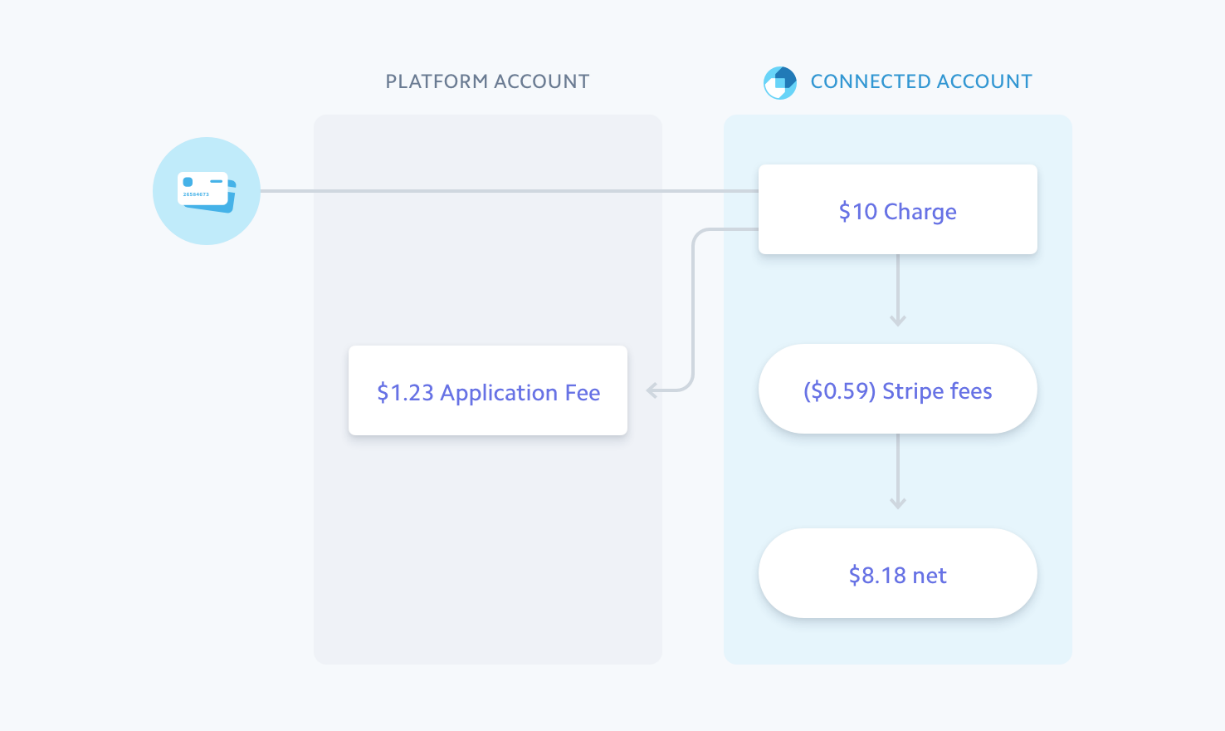 PLATFORM ACCOUNT
CONNECTED ACCOUNT
$10 Charge
$1.23 Application Fee
($0.59) Stripe fees
$8.18 net